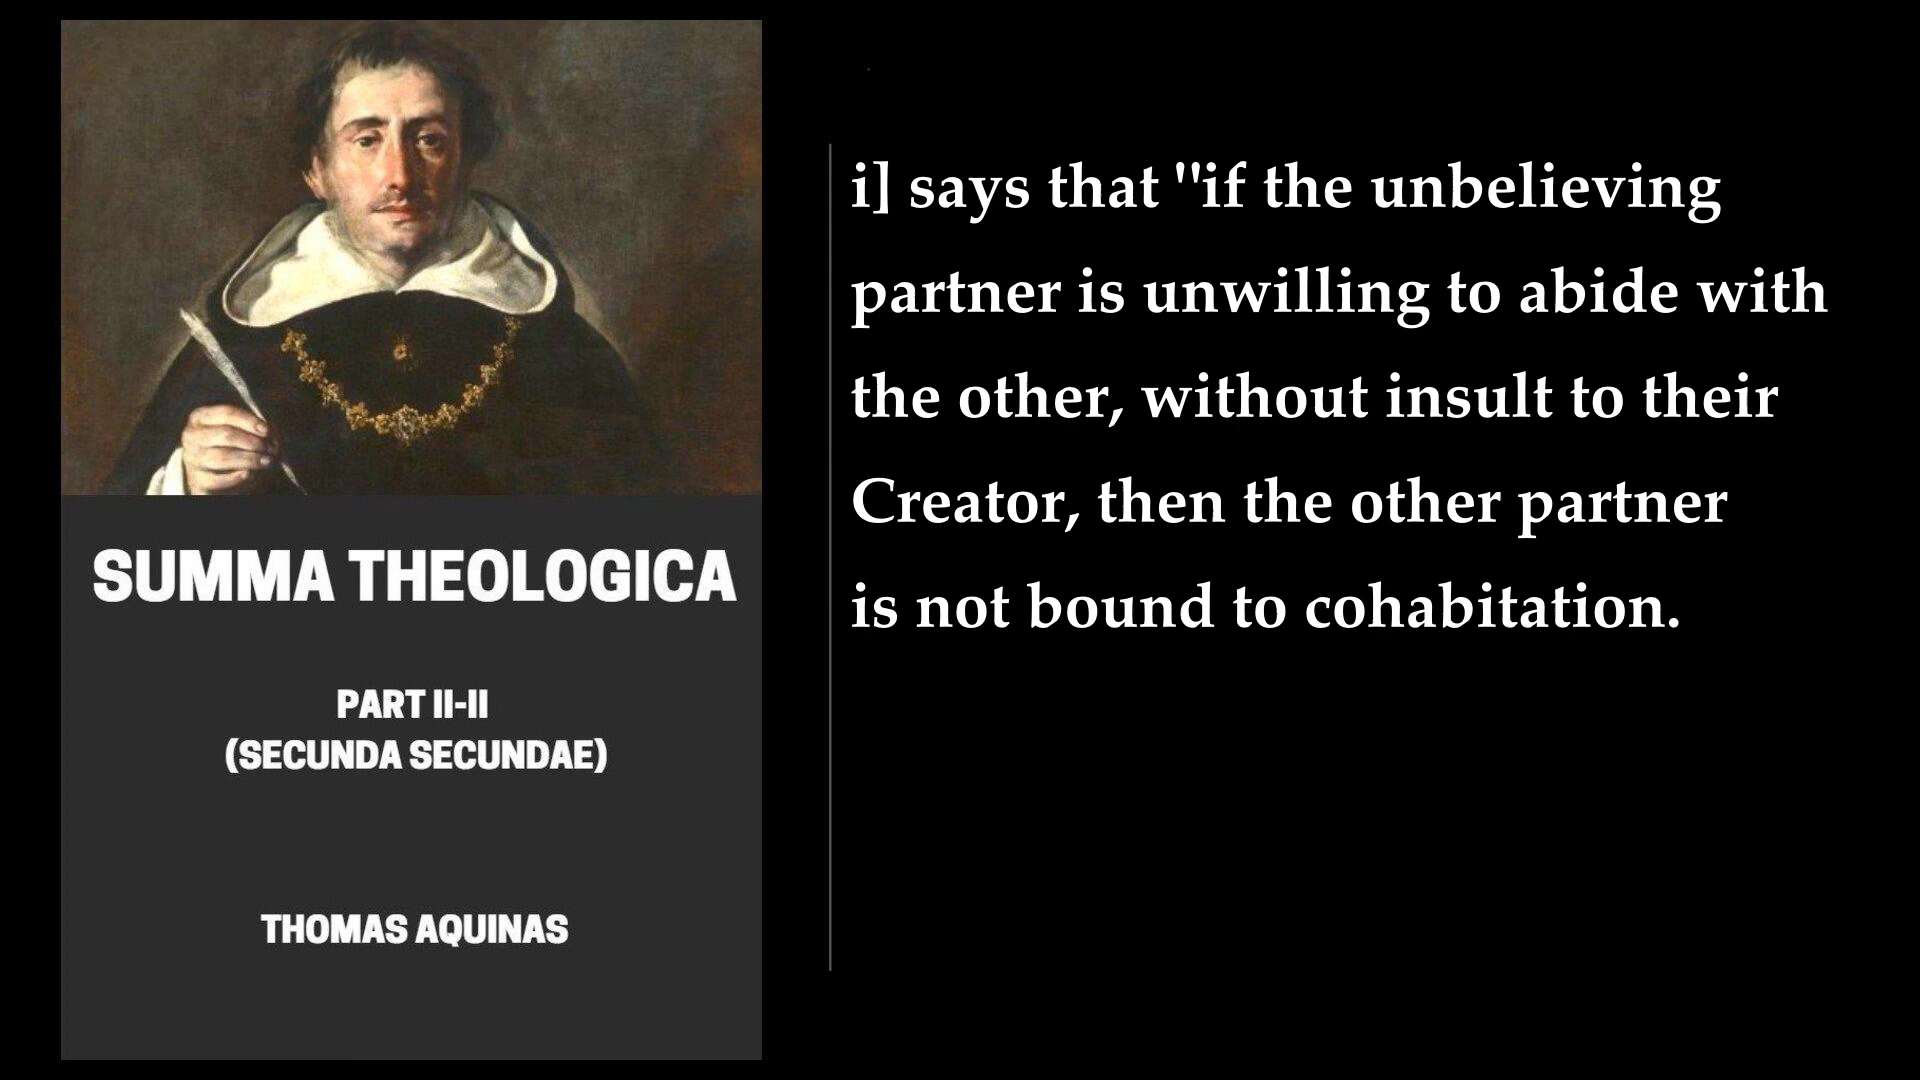 SUMMA THEOLOGICA
PART II-II
(SECUNDA SECUNDAE)
THOMAS AQUINAS
i] says that "if the unbelieving
partner is unwilling to abide with
the other, without insult to their
Creator, then the other partner
is not bound to cohabitation.